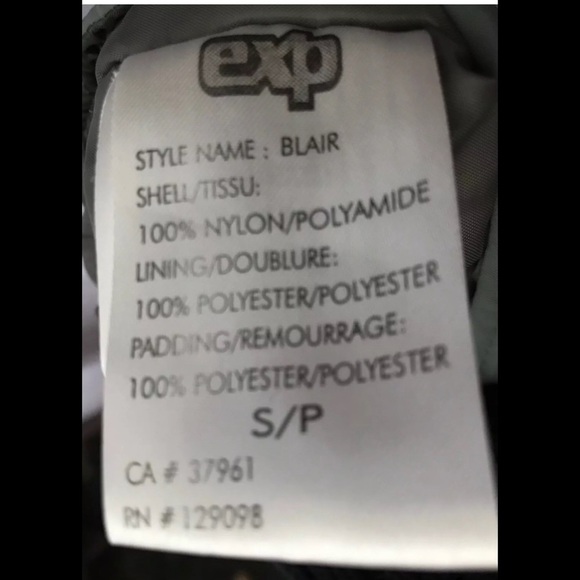 exp
STYLE NAME : BLAIR
SHELL/TISSU:
100% NYLON/POLYAMIDE
LINING/DOUBLURE:
100% POLYESTER/POLYESTER
PADDING/REMOURRAGE:
100% POLYESTER/POLYESTER
S/P
CA # 37961
RN # 129098